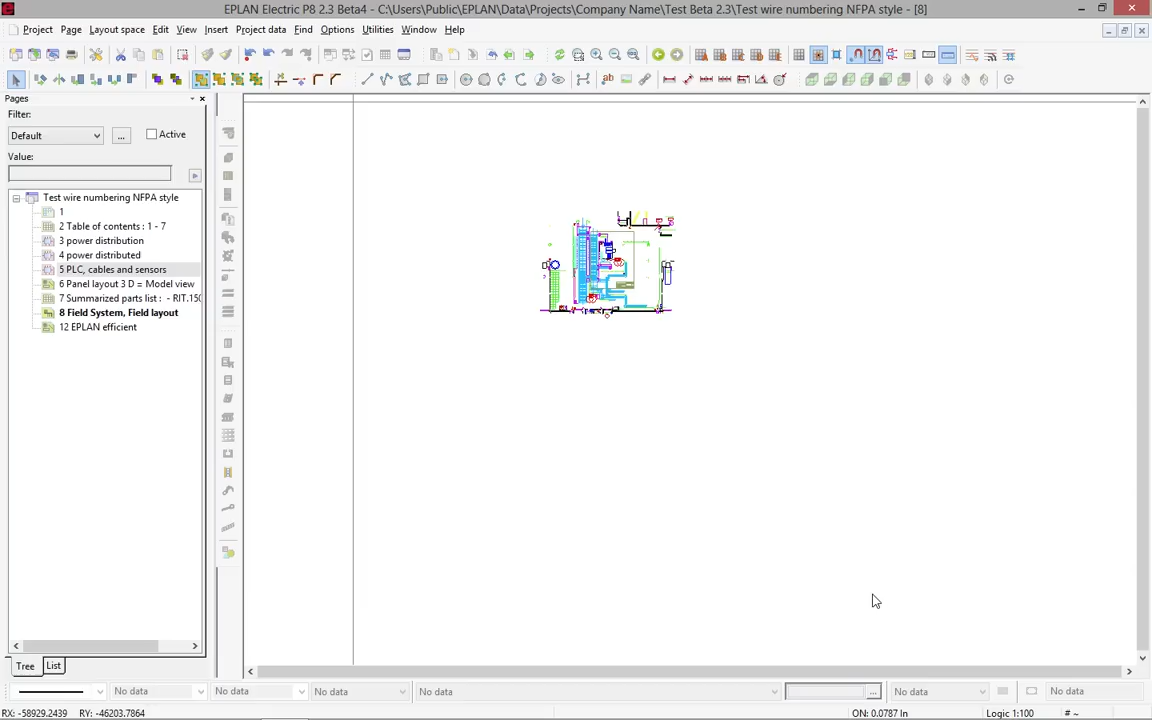 EPLAN Electric P8 2.3 Beta4 - C:\Users\Public\EPLAN\Data\Projects\Company Name\Test Beta 2.3\Test wire numbering NFPA style - [8]
Project Page Layout space Edit View Insert Project data Find Options Utilities Window Help
Pages
Filter:
Default
...
Active
Value:
Test wire numbering NFPA style
1
2 Table of contents : 1 - 7
3 power distribution
4 power distributed
5 PLC, cables and sensors
6 Panel layout 3 D = Model view
7 Summarized parts list : - RIT.150
8 Field System, Field layout
12 EPLAN efficient
Tree List
No data No data No data No data ... No data No data
RX: -58929.2439 RY: -46203.7864 ON: 0.0787 In Logic 1:100 # ~